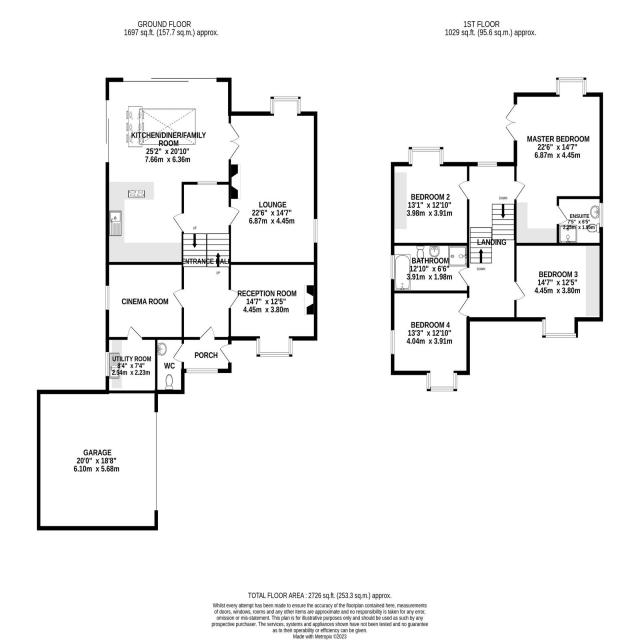 GROUND FLOOR
1697 sq.ft. (157.7 sq.m.) approx.
1ST FLOOR
1029 sq.ft. (95.6 sq.m.) approx.
KITCHEN/DINER/FAMILY
ROOM
25'2" x 20'10"
7.66m x 6.36m
LOUNGE
22'6" x 14'7"
6.87m x 4.45m
UP
ENTRANCE HALL
UP
CINEMA ROOM
RECEPTION ROOM
14'7" x 12'5"
4.45m x 3.80m
UTILITY ROOM
8'4" x 7'4"
2.54m x 2.23m
WC
PORCH
GARAGE
20'0" x 18'8"
6.10m x 5.68m
MASTER BEDROOM
22'6" x 14'7"
6.87m x 4.45m
BEDROOM 2
13'1" x 12'10"
3.98m x 3.91m
DOWN
ENSUITE
7'5" x 6'5"
LANDING
DOWN
BATHROOM
12'10" x 6'6"
3.91m x 1.98m
BEDROOM 3
14'7" x 12'5"
4.45m x 3.80m
BEDROOM 4
13'3" x 12'10"
4.04m x 3.91m
TOTAL FLOOR AREA : 2726 sq.ft. (253.3 sq.m.) approx.
Whilst every attempt has been made to ensure the accuracy of the floorplan contained here, measurements
of doors, windows, rooms and any other items are approximate and no responsibility is taken for any error,
omission or mis-statement. This plan is for illustrative purposes only and should be used as such by any
prospective purchaser. The services, systems and appliances shown have not been tested and no guarantee
as to their operability or efficiency can be given.
Made with Metropix ©2023